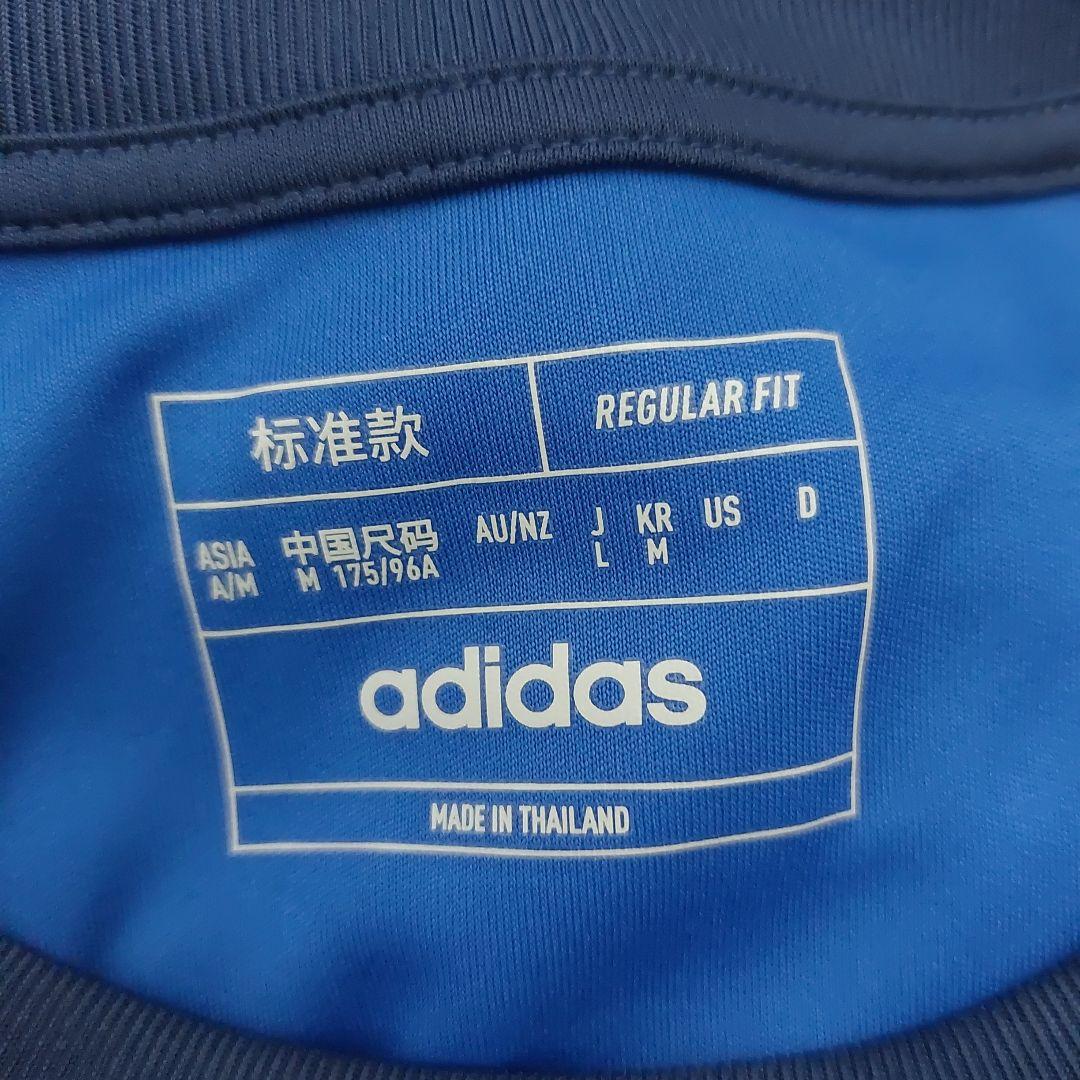 标准款 REGULAR FIT
ASIA 中国尺码 AU/NZ J KR US D
A/M M 175/96A L M
adidas
MADE IN THAILAND